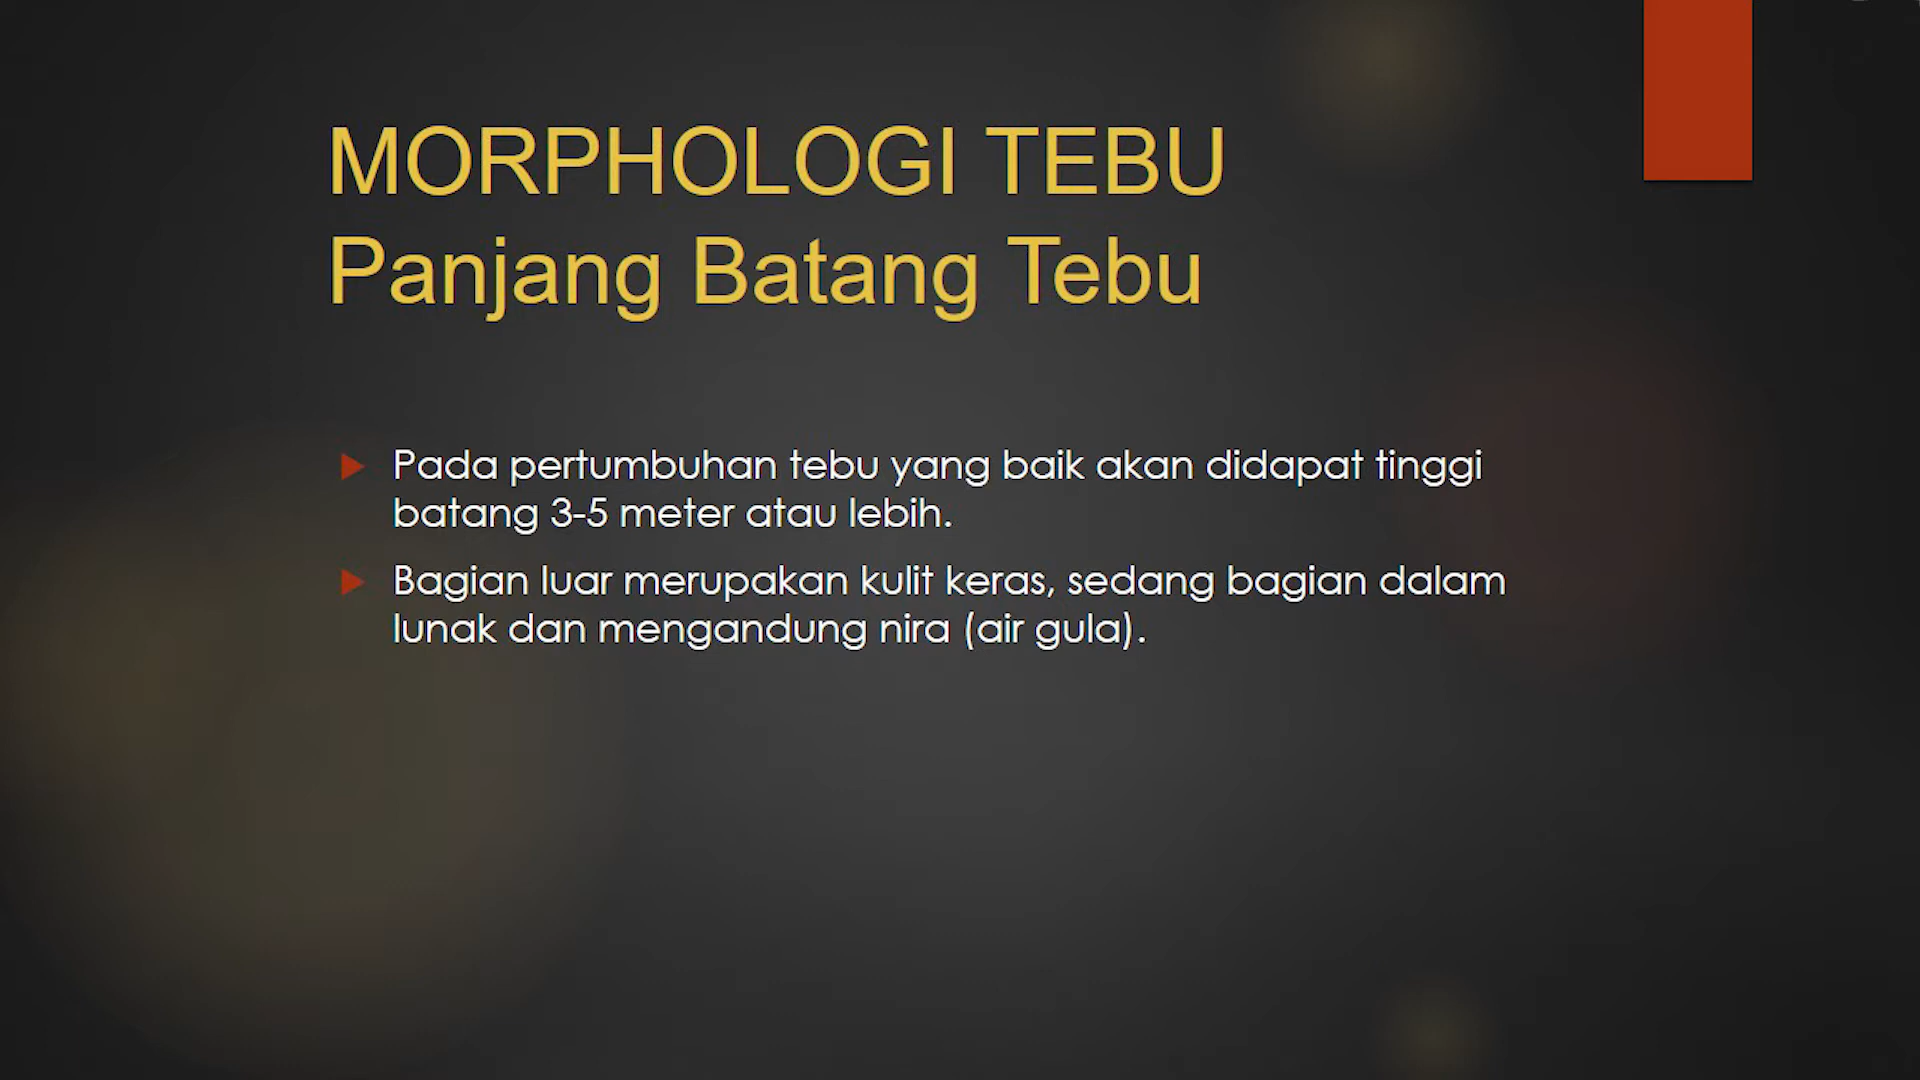 MORPHOLOGI TEBU
Panjang Batang Tebu
Pada pertumbuhan tebu yang baik akan didapat tinggi
batang 3-5 meter atau lebih.
Bagian luar merupakan kulit keras, sedang bagian dalam
lunak dan mengandung nira (air gula).